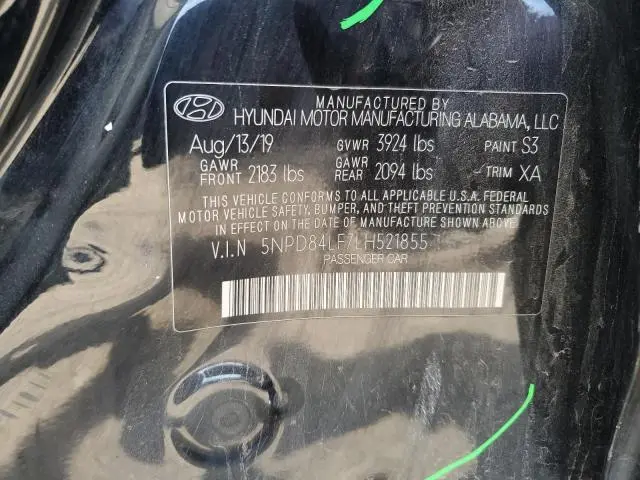 MANUFACTURED BY
HYUNDAI MOTOR MANUFACTURING ALABAMA, LLC
Aug/13/19 GVWR 3924 lbs PAINT S3
GAWR FRONT 2183 lbs GAWR REAR 2094 lbs TRIM XA
THIS VEHICLE CONFORMS TO ALL APPLICABLE U.S.A. FEDERAL
MOTOR VEHICLE SAFETY, BUMPER, AND THEFT PREVENTION STANDARDS
IN EFFECT ON THE DATE OF MANUFACTURE SHOWN ABOVE.
V.I.N 5NPD84LF7LH521855
PASSENGER CAR